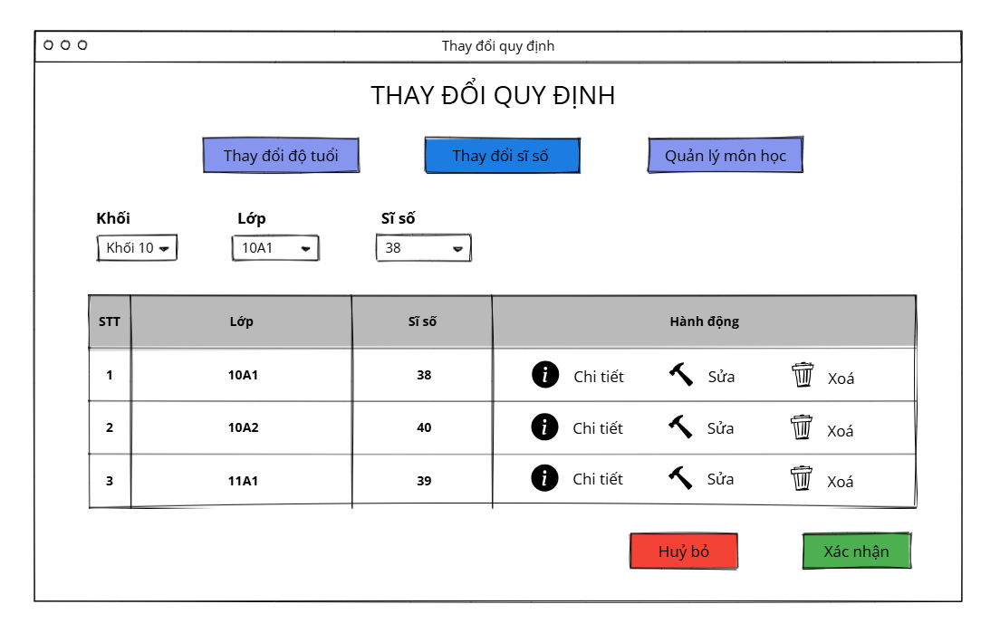 Thay đổi quy định
THAY ĐỔI QUY ĐỊNH
Thay đổi độ tuổi Thay đổi sĩ số Quản lý môn học
Khối Lớp Sĩ số
Khối 10 10A1 38
STT Lớp Sĩ số Hành động
1 10A1 38 Chi tiết Sửa Xoá
2 10A2 40 Chi tiết Sửa Xoá
3 11A1 39 Chi tiết Sửa Xoá
Huỷ bỏ Xác nhận